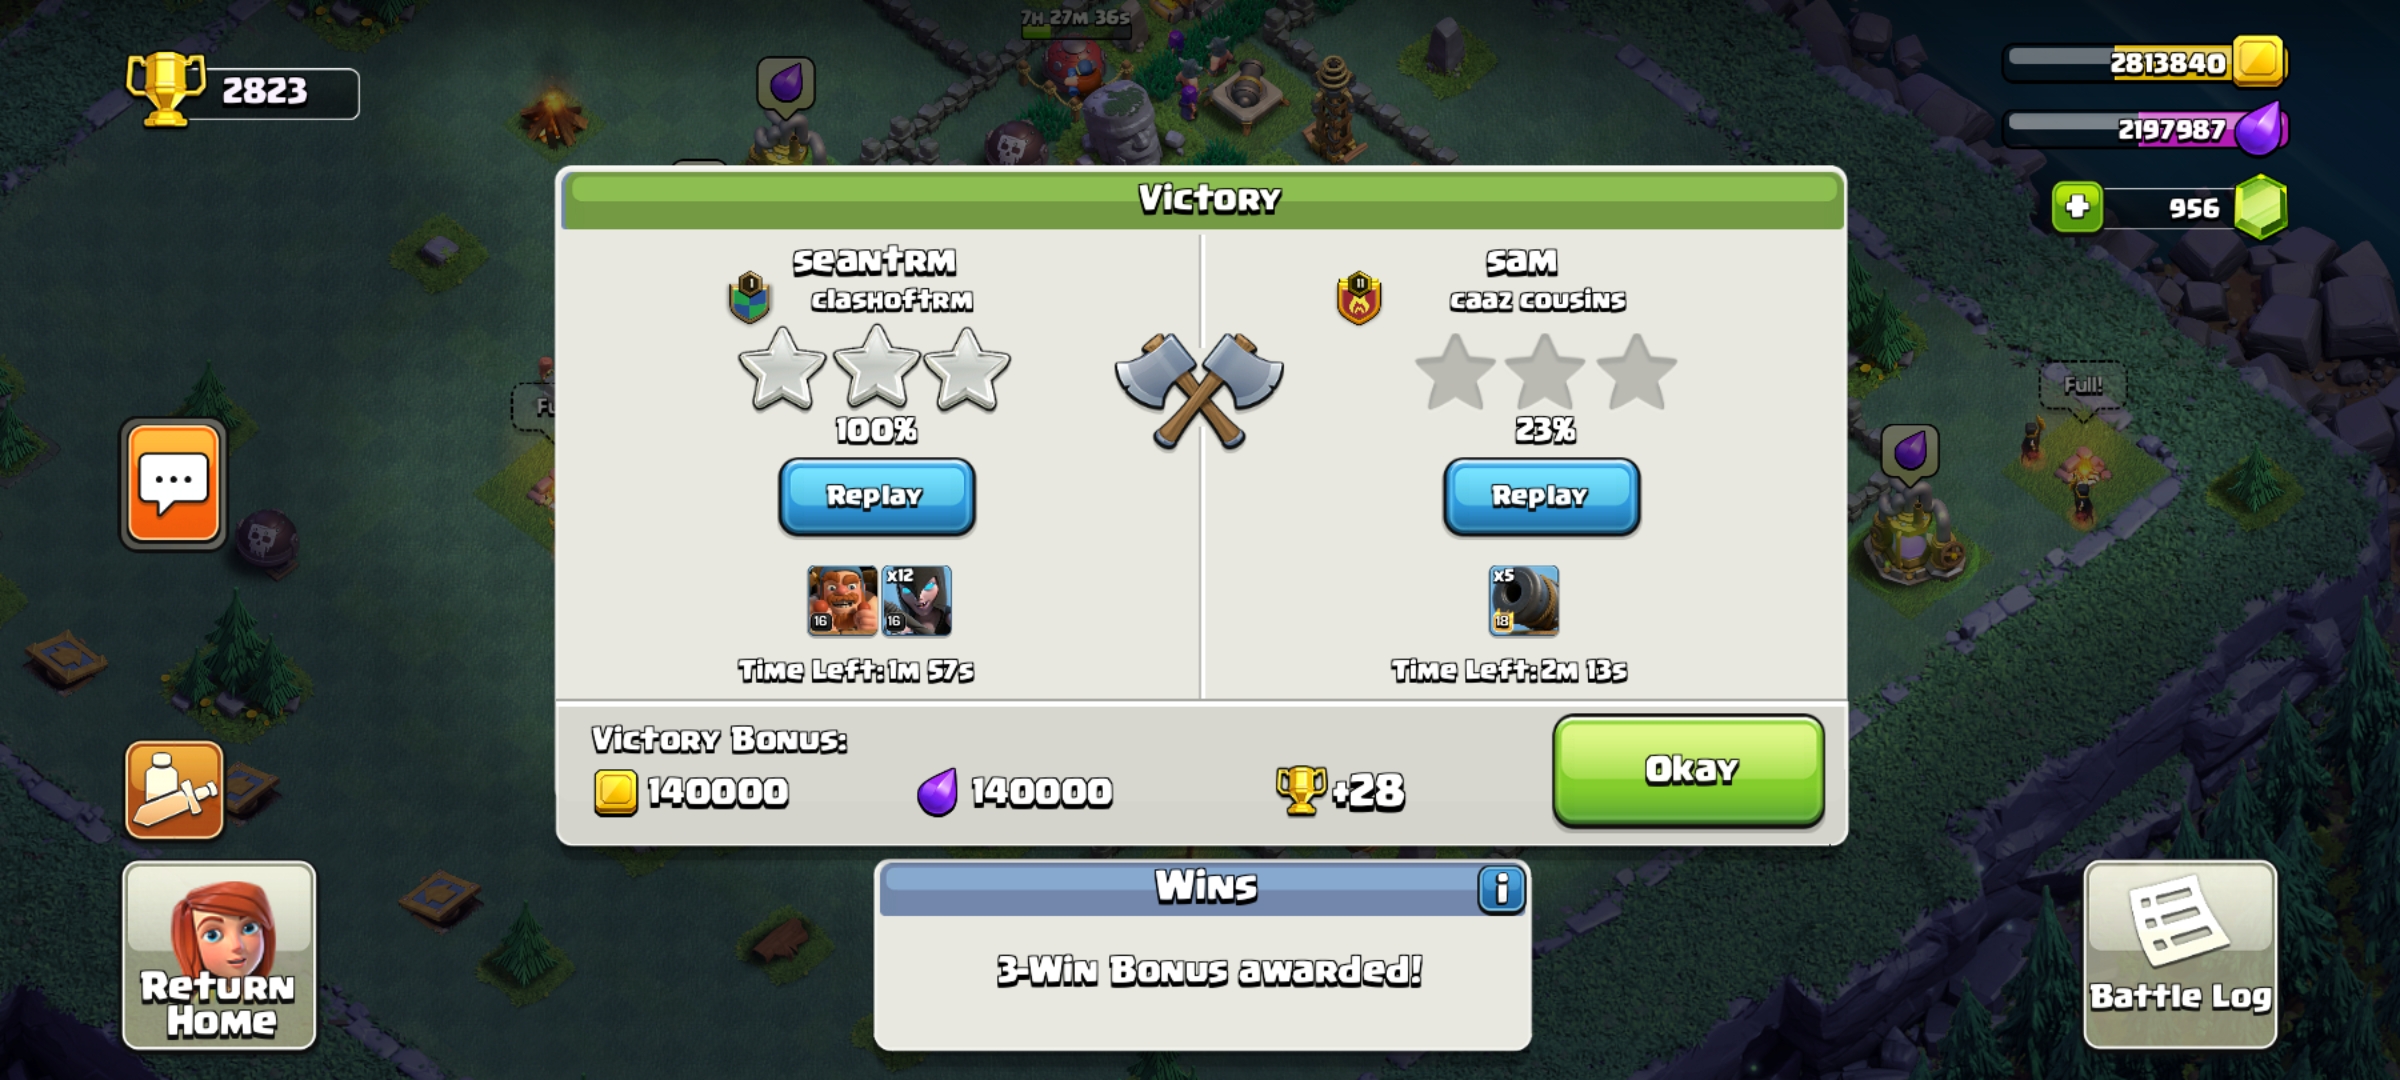 7H 27M 36s
2823
2813840
2197987
956
Victory
seantrm
clashoftrm
1
100%
Replay
16
x12
16
Time Left:1m 57s
sam
caaz cousins
11
23%
Replay
x5
18
Time Left:2m 13s
Victory Bonus:
140000
140000
+28
Okay
Full!
Wins
i
3-Win Bonus awarded!
Return
Home
Battle Log